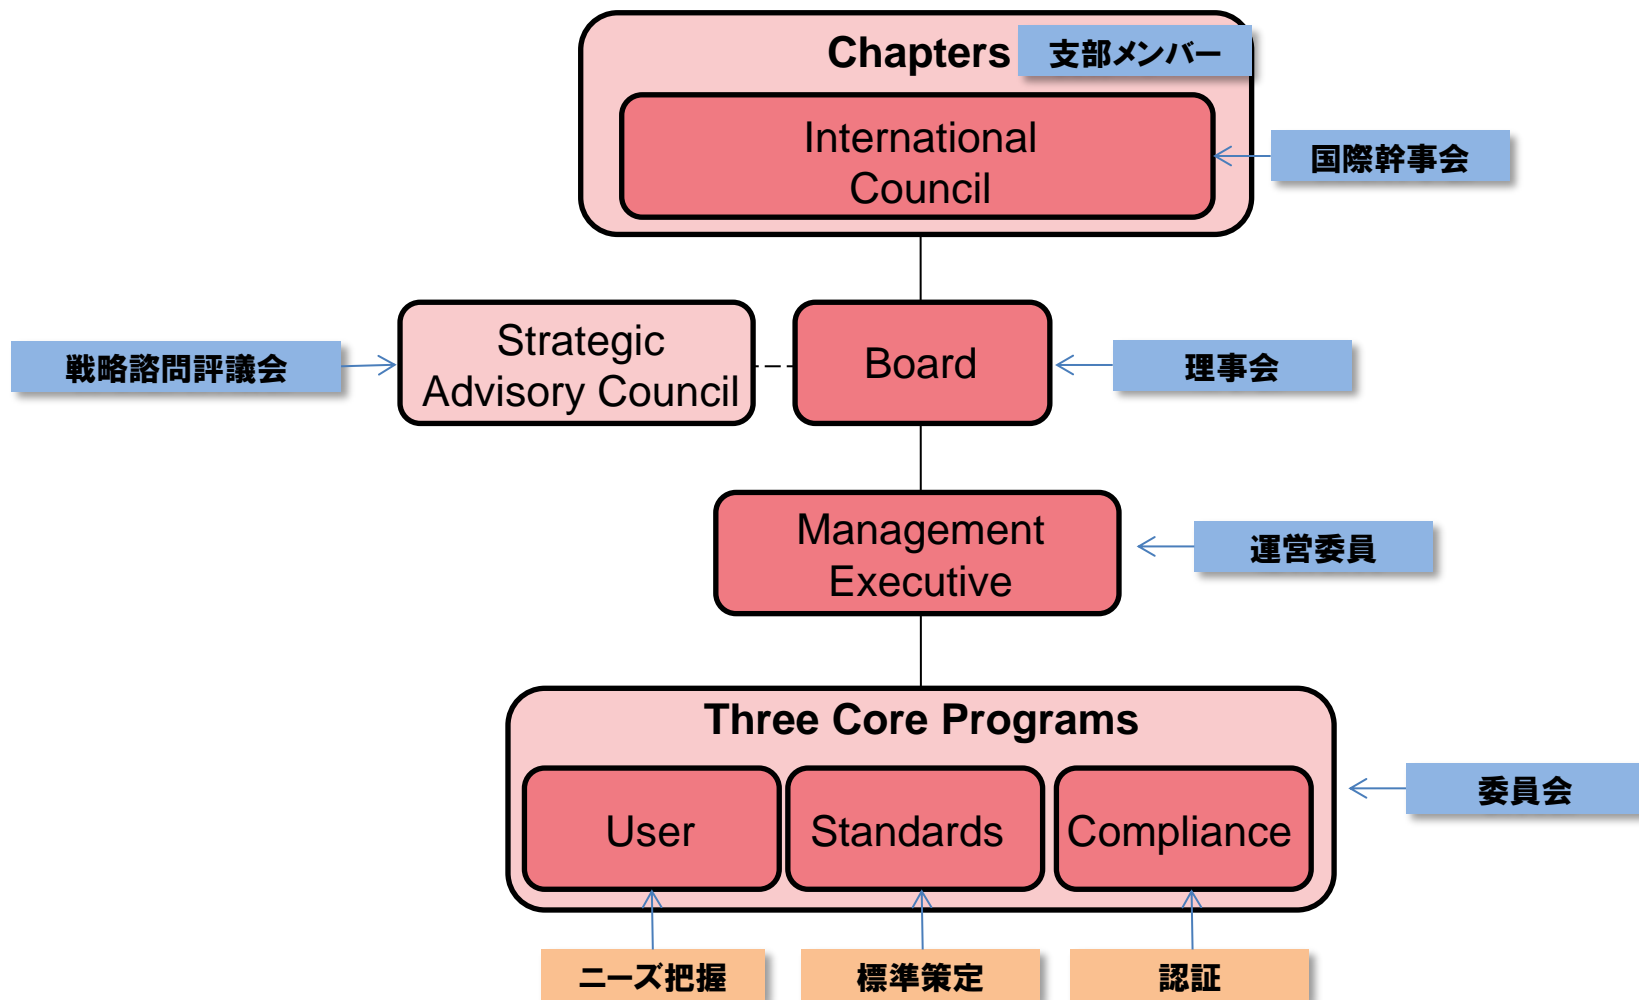 Chapters 支部メンバー
International
Council
国際幹事会
Strategic
Advisory Council
戦略諮問評議会
Board
理事会
Management
Executive
運営委員
Three Core Programs
委員会
User
Standards
Compliance
ニーズ把握
標準策定
認証